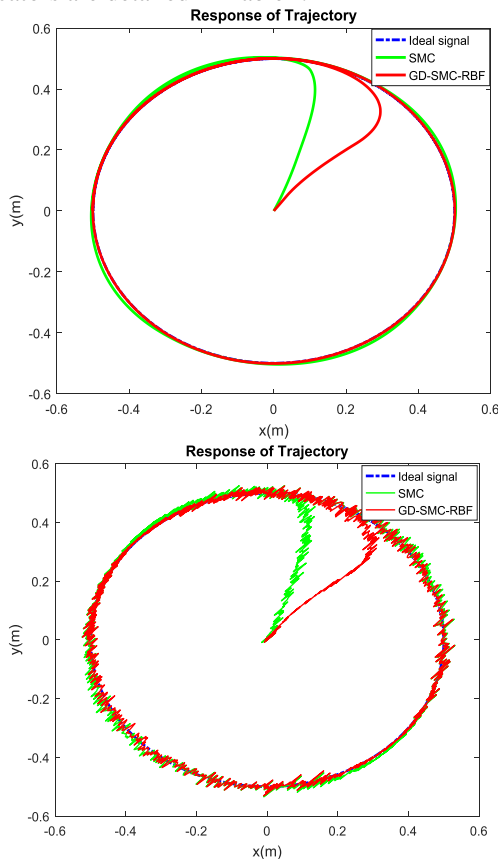 Response of Trajectory
Ideal signal
SMC
GD-SMC-RBF
0.6
0.4
0.2
0
-0.2
-0.4
-0.6
y(m)
-0.6 -0.4 -0.2 0 0.2 0.4 0.6
x(m)
Response of Trajectory
Ideal signal
SMC
GD-SMC-RBF
0.6
0.4
0.2
0
-0.2
-0.4
-0.6
y(m)
-0.6 -0.4 -0.2 0 0.2 0.4 0.6
x(m)